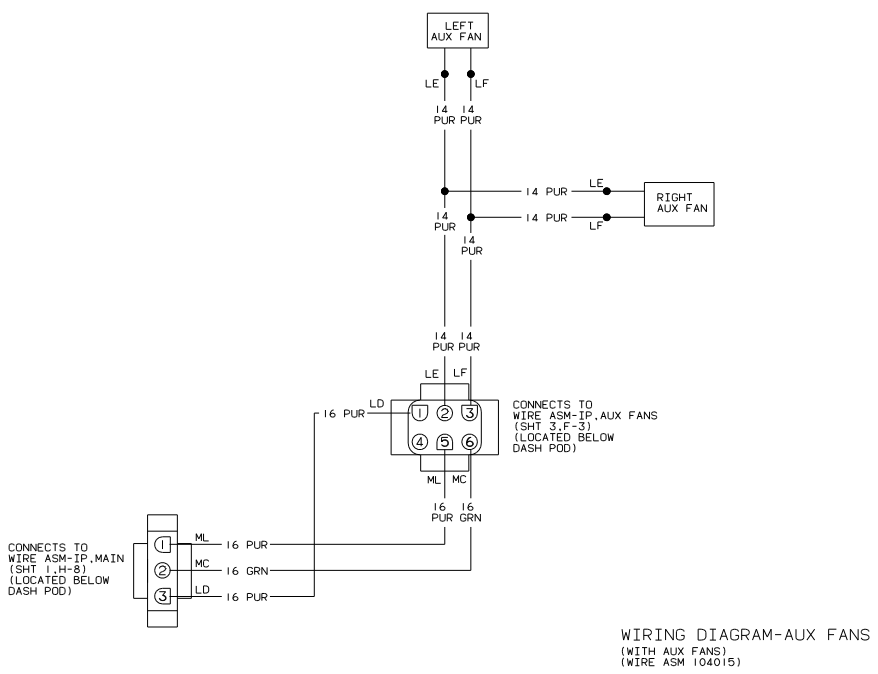 LEFT
AUX FAN
LE
LF
14
PUR
14
PUR
14 PUR
LE
RIGHT
AUX FAN
14
PUR
14 PUR
LF
14
PUR
14
PUR
14
PUR
LE
LF
LD
16 PUR
1
2
3
4
5
6
CONNECTS TO
WIRE ASM-IP,AUX FANS
(SHT 3,F-3)
(LOCATED BELOW
DASH POD)
ML
MC
16
PUR
16
GRN
CONNECTS TO
WIRE ASM-IP,MAIN
(SHT 1,H-8)
(LOCATED BELOW
DASH POD)
1
ML
16 PUR
2
MC
16 GRN
3
LD
16 PUR
WIRING DIAGRAM-AUX FANS
(WITH AUX FANS)
(WIRE ASM 104015)